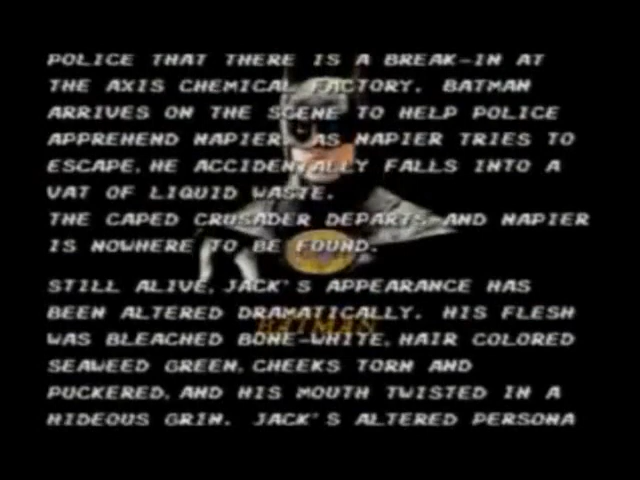 POLICE THAT THERE IS A BREAK-IN AT
THE AXIS CHEMICAL FACTORY. BATMAN
ARRIVES ON THE SCENE TO HELP POLICE
APPREHEND NAPIER. AS NAPIER TRIES TO
ESCAPE, HE ACCIDENTALLY FALLS INTO A
VAT OF LIQUID WASTE.
THE CAPED CRUSADER DEPARTS AND NAPIER
IS NOWHERE TO BE FOUND.
STILL ALIVE, JACK'S APPEARANCE HAS
BEEN ALTERED DRAMATICALLY. HIS FLESH
BATMAN
WAS BLEACHED BONE-WHITE, HAIR COLORED
SEAWEED GREEN, CHEEKS TORN AND
PUCKERED, AND HIS MOUTH TWISTED IN A
HIDEOUS GRIN. JACK'S ALTERED PERSONA